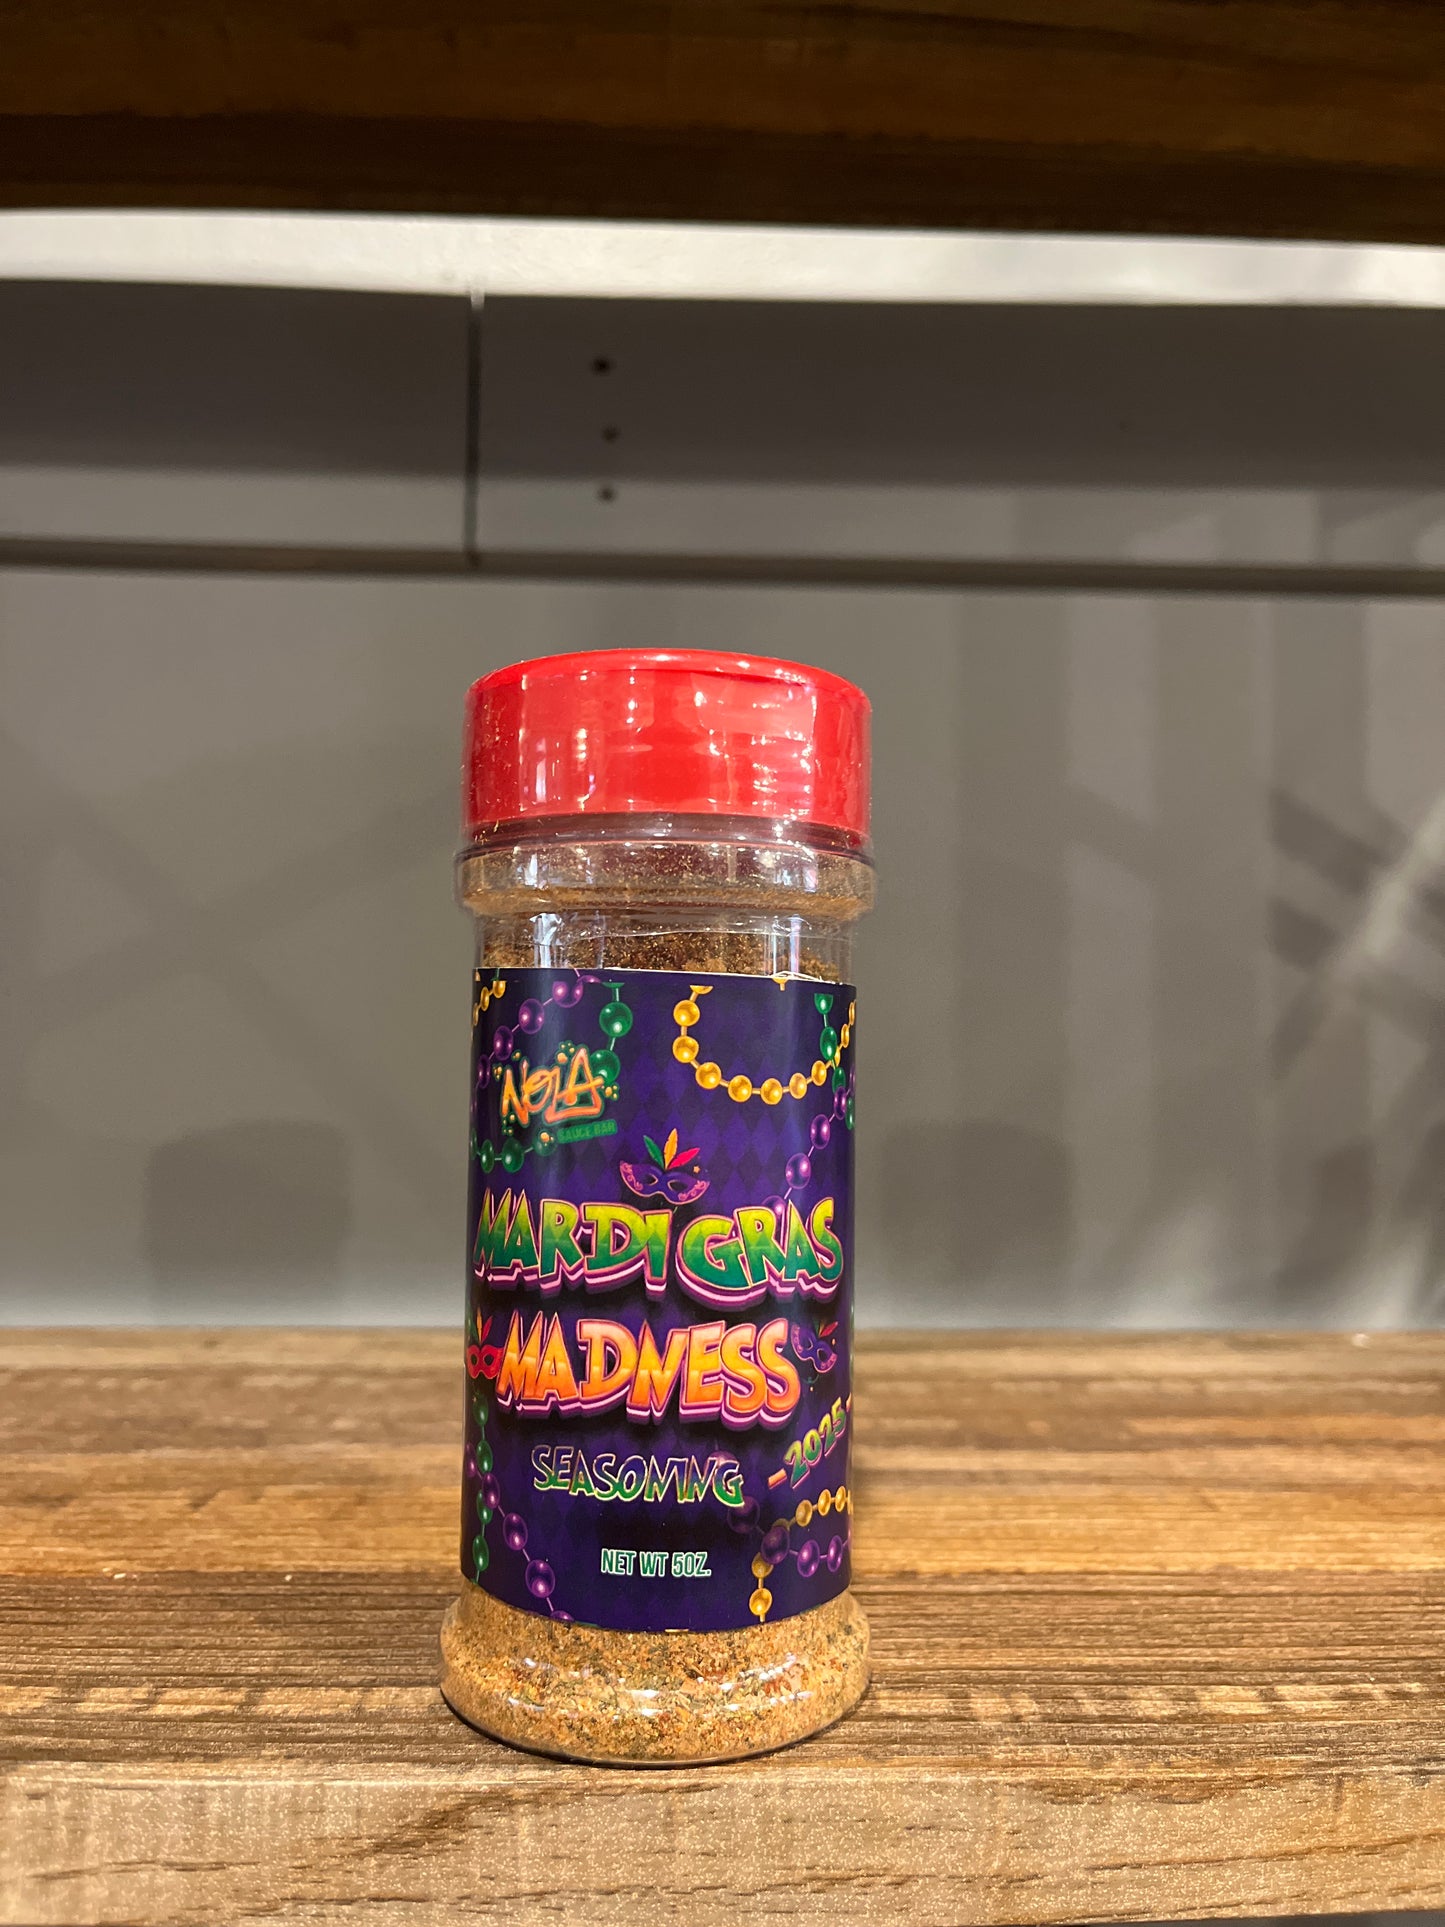 NOLA
SAUCE BAR
MARDI GRAS
MADNESS
SEASONING
-2025-
NET WT 5OZ.